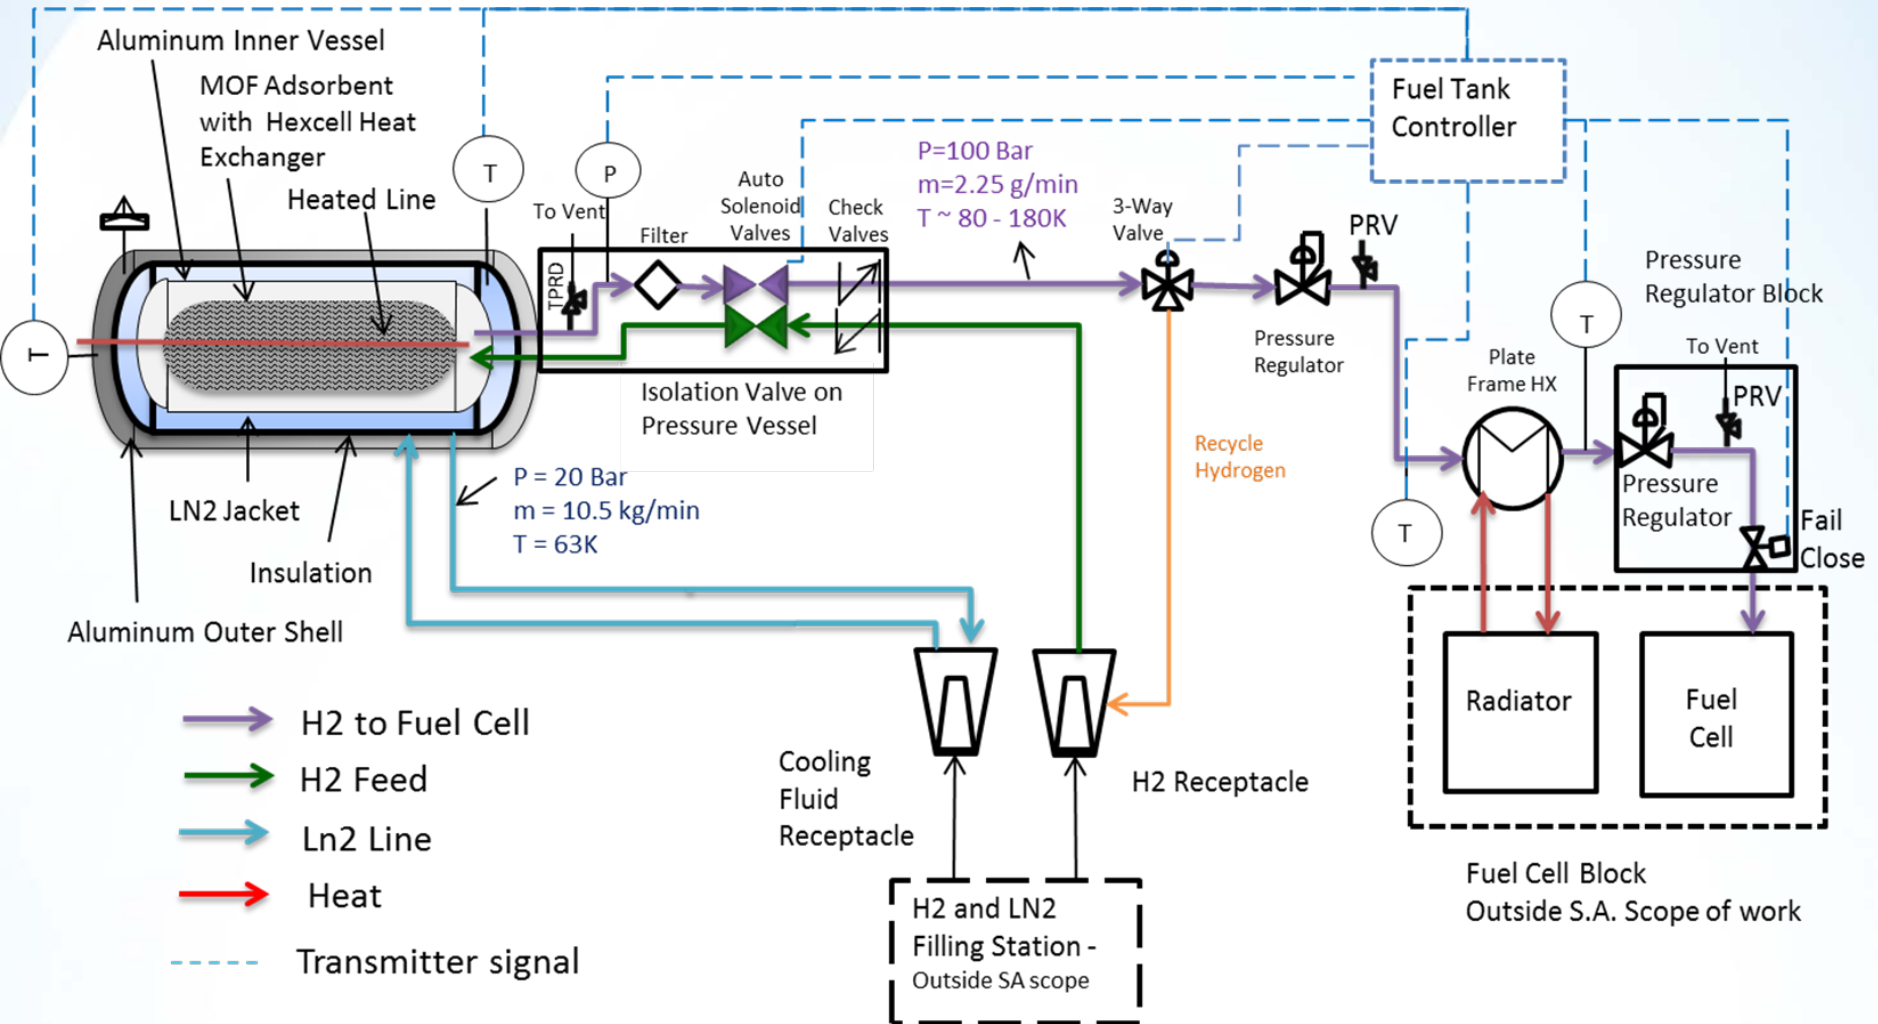 Aluminum Inner Vessel
MOF Adsorbent
with Hexcell Heat
Exchanger
Heated Line
T
T
P
To Vent
TPRD
Filter
Auto
Solenoid
Valves
Check
Valves
P=100 Bar
m=2.25 g/min
T ~ 80 - 180K
3-Way
Valve
Fuel Tank
Controller
PRV
Pressure
Regulator
Pressure
Regulator Block
T
Plate
Frame HX
To Vent
PRV
Pressure
Regulator
Fail
Close
T
Isolation Valve on
Pressure Vessel
Recycle
Hydrogen
P = 20 Bar
m = 10.5 kg/min
T = 63K
LN2 Jacket
Insulation
Aluminum Outer Shell
H2 to Fuel Cell
H2 Feed
Ln2 Line
Heat
Transmitter signal
Cooling
Fluid
Receptacle
H2 Receptacle
H2 and LN2
Filling Station -
Outside SA scope
Radiator
Fuel
Cell
Fuel Cell Block
Outside S.A. Scope of work